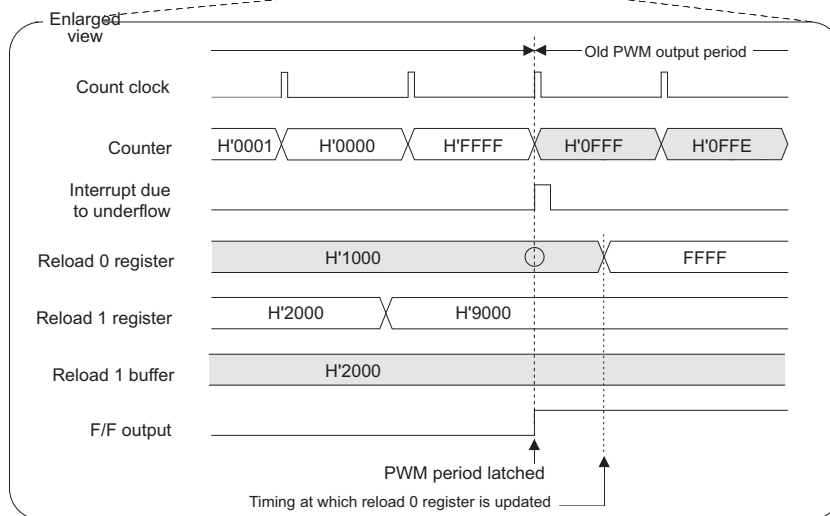 Enlarged
view
Old PWM output period
Count clock
Counter
H'0001
H'0000
H'FFFF
H'0FFF
H'0FFE
Interrupt due
to underflow
Reload 0 register
H'1000
FFFF
Reload 1 register
H'2000
H'9000
Reload 1 buffer
H'2000
F/F output
PWM period latched
Timing at which reload 0 register is updated